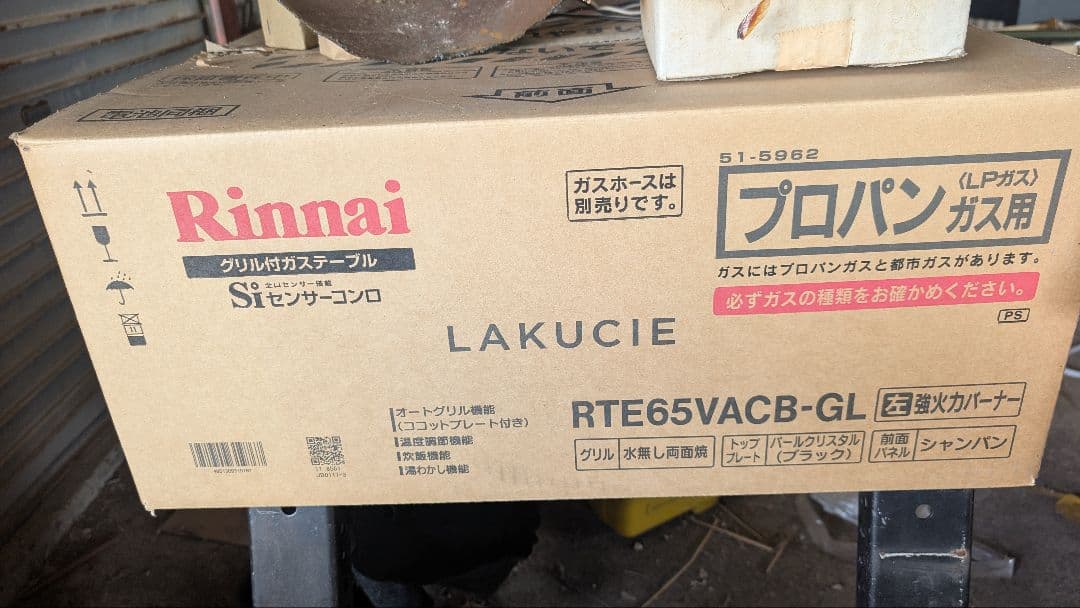 Rinnai
グリル付ガステーブル
Siセンサーコンロ
ガスホースは
別売りです。
51-5962
プロパン〈LPガス〉ガス用
ガスにはプロパンガスと都市ガスがあります。
必ずガスの種類をお確かめください。
PS
LAKUCIE
オートグリル機能
(ココットプレート付き)
温度調節機能
炊飯機能
湯わかし機能
RTE65VACB-GL 左強火力バーナー
グリル 水無し両面焼
トッププレート パールクリスタル(ブラック)
前面パネル シャンパン